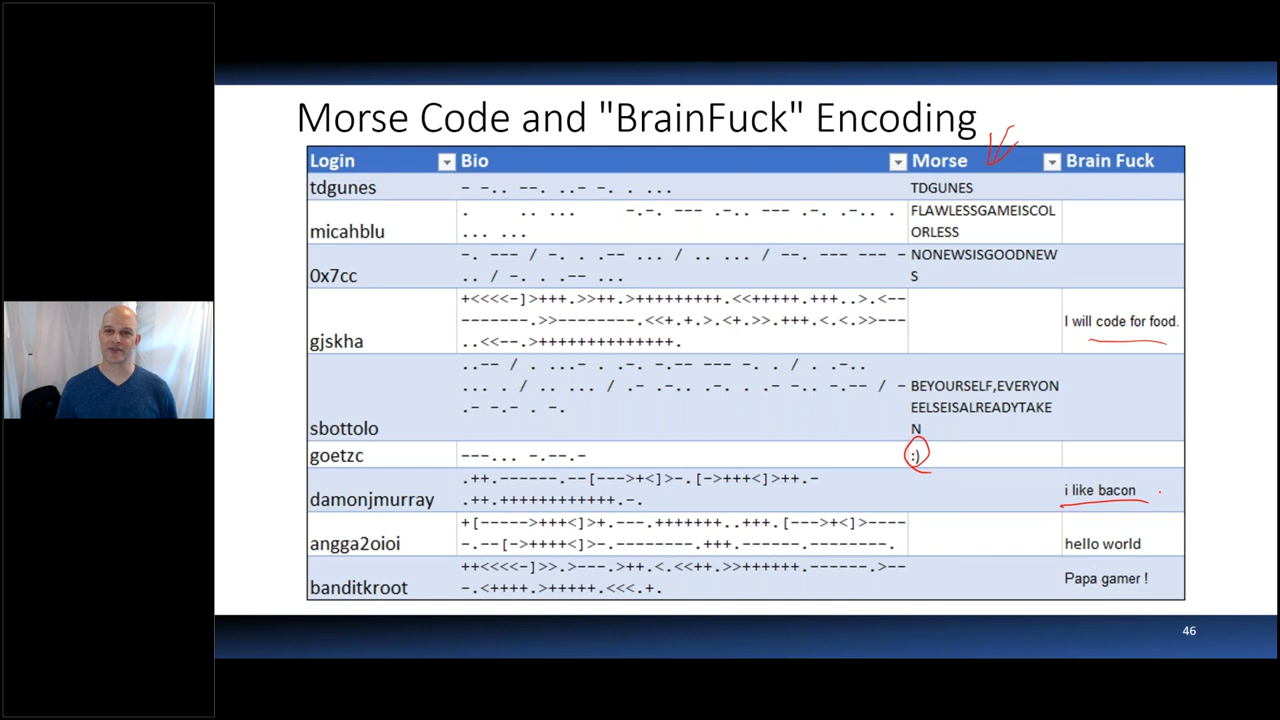 Morse Code and "BrainFuck" Encoding
Login Bio Morse Brain Fuck
tdgunes - -.. --. ..- -. . ... TDGUNES
. .. ... -.-. --- .-.. --- .-. .-.. . FLAWLESSGAMEISCOL
micahblu ... ... ORLESS
-. --- / -. . .-- ... / .. ... / --. --- --- - NONEWSISGOODNEW
0x7cc .. / -. . .-- ... S
+<<<<-]>+++.>>++.>+++++++++.<<+++++.+++..>.<--
------.>>--------.<<+.+.>.<+.>>.+++.<.<.>>--- I will code for food.
gjskha ..<<--.>++++++++++++++.
..-- / . ...- . .-. -.-- --- -. . / . .-..
... . / .. ... / .- .-.. .-. . .- -.. -.-- / - BEYOURSELF,EVERYON
.- -.- . -. EELSEISALREADYTAKE
sbottolo N
goetzc ---... -.--.- :)
.++.------.--[--->+<]>-.[->+++<]>++.-
damonjmurray .++.++++++++++++.-. i like bacon
+[----->+++<]>+.---.+++++++..+++.[--->+<]>----
angga2oioi -.--[->++++<]>-.--------.+++.------.--------. hello world
++<<<<-]>>.>---.>++.<.<<++.>>++++++.------.>--
banditkroot -.<++++.>+++++.<<<.+. Papa gamer !
46